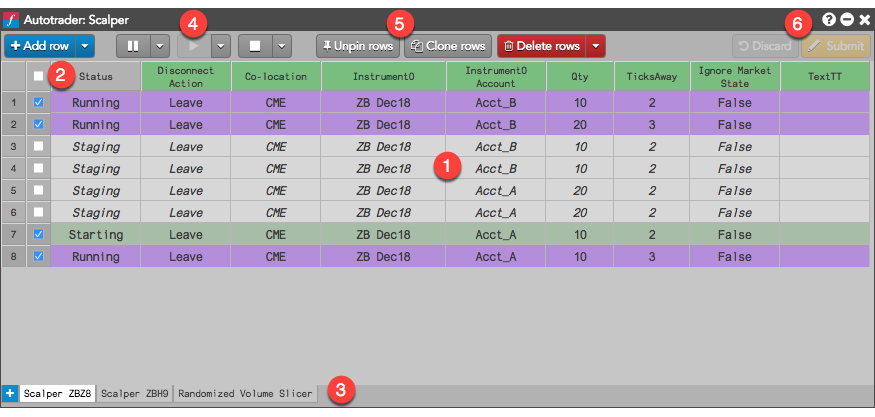 Autotrader: Scalper
4 5 6
+ Add row Unpin rows Clone rows Delete rows Discard Submit
2 Status Disconnect Action Co-location Instrument0 Instrument0 Account Qty TicksAway Ignore Market State TextTT
1 Running Leave CME ZB Dec18 Acct_B 10 2 False
2 Running Leave CME ZB Dec18 Acct_B 20 3 False
3 Staging Leave CME ZB Dec18 Acct_B 10 2 False
4 Staging Leave CME ZB Dec18 1 Acct_B 10 2 False
5 Staging Leave CME ZB Dec18 Acct_A 20 2 False
6 Staging Leave CME ZB Dec18 Acct_A 20 2 False
7 Starting Leave CME ZB Dec18 Acct_A 10 2 False
8 Running Leave CME ZB Dec18 Acct_A 10 3 False
+ Scalper ZBZ8 Scalper ZBH9 Randomized Volume Slicer 3